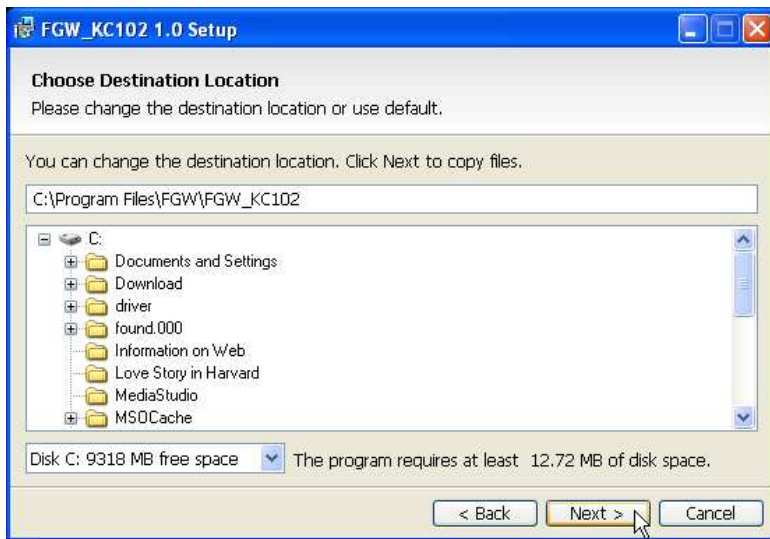 FGW_KC102 1.0 Setup
Choose Destination Location
Please change the destination location or use default.
You can change the destination location. Click Next to copy files.
C:\Program Files\FGW\FGW_KC102
C:
Documents and Settings
Download
driver
found.000
Information on Web
Love Story in Harvard
MediaStudio
MSOCache
Disk C: 9318 MB free space The program requires at least 12.72 MB of disk space.
< Back Next > Cancel